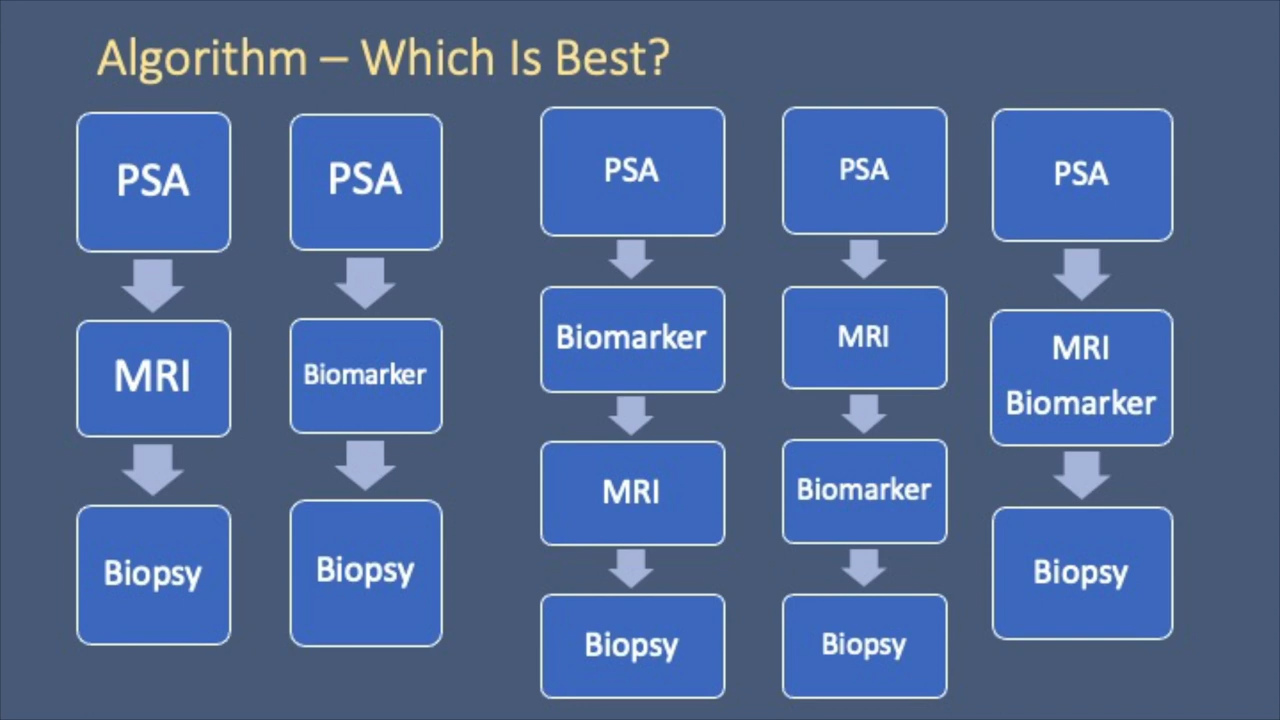 Algorithm – Which Is Best?
PSA
MRI
Biopsy
PSA
Biomarker
Biopsy
PSA
Biomarker
MRI
Biopsy
PSA
MRI
Biomarker
Biopsy
PSA
MRI
Biomarker
Biopsy